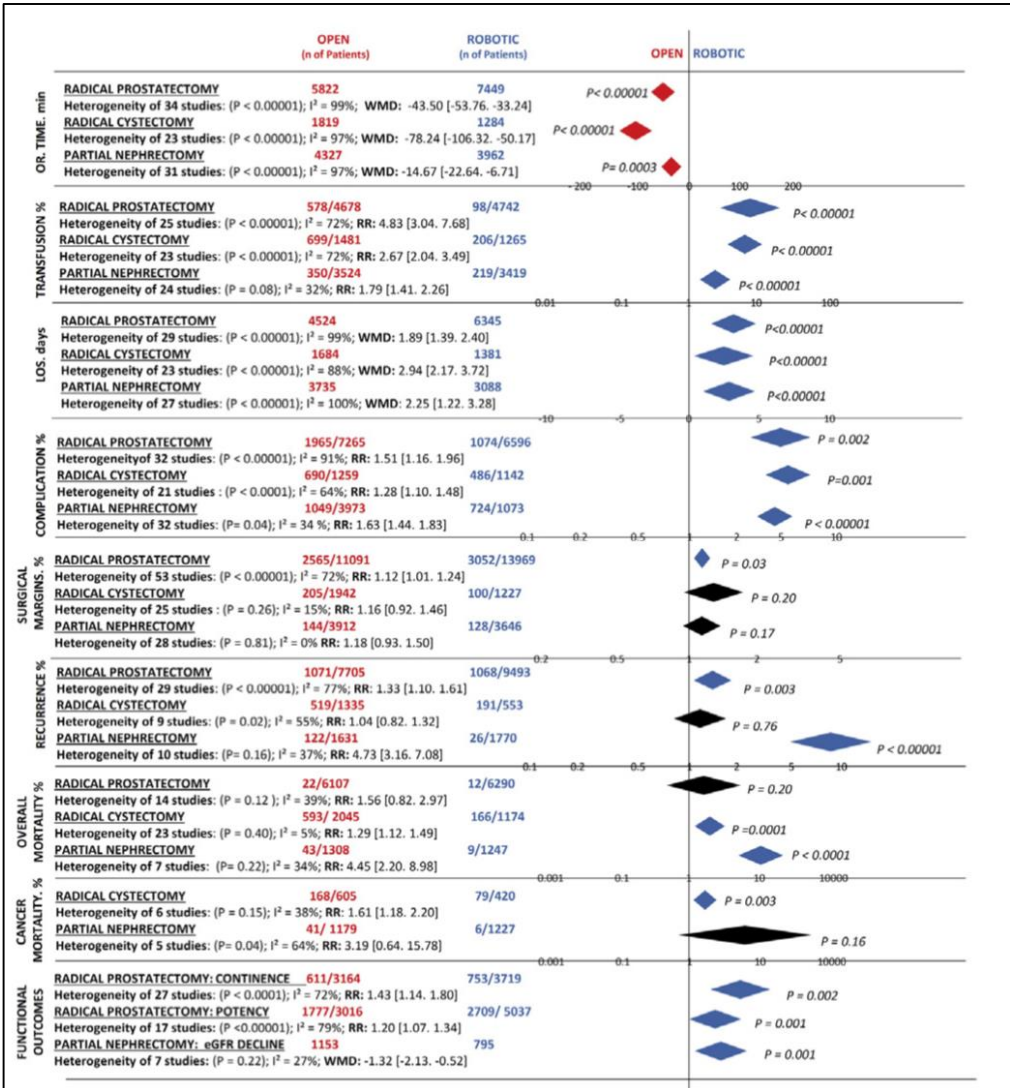 OPEN ROBOTIC
(n of Patients) (n of Patients) OPEN ROBOTIC
OR. TIME. min
RADICAL PROSTATECTOMY 5822 7449
Heterogeneity of 34 studies: (P < 0.00001); I² = 99%; WMD: -43.50 [-53.76. -33.24] P< 0.00001
RADICAL CYSTECTOMY 1819 1284
Heterogeneity of 23 studies: (P < 0.00001); I² = 97%; WMD: -78.24 [-106.32. -50.17] P< 0.00001
PARTIAL NEPHRECTOMY 4327 3962
Heterogeneity of 31 studies: (P < 0.00001); I² = 97%; WMD: -14.67 [-22.64. -6.71] P= 0.0003
- 200 -100 0 100 200
TRANSFUSION %
RADICAL PROSTATECTOMY 578/4678 98/4742
Heterogeneity of 25 studies: (P < 0.00001); I² = 72%; RR: 4.83 [3.04. 7.68] P< 0.00001
RADICAL CYSTECTOMY 699/1481 206/1265
Heterogeneity of 23 studies: (P < 0.00001); I² = 72%; RR: 2.67 [2.04. 3.49] P< 0.00001
PARTIAL NEPHRECTOMY 350/3524 219/3419
Heterogeneity of 24 studies: (P = 0.08); I² = 32%; RR: 1.79 [1.41. 2.26] P< 0.00001
0.01 0.1 1 10 100
LOS. days
RADICAL PROSTATECTOMY 4524 6345
Heterogeneity of 29 studies: (P < 0.00001); I² = 99%; WMD: 1.89 [1.39. 2.40] P<0.00001
RADICAL CYSTECTOMY 1684 1381
Heterogeneity of 23 studies: (P < 0.00001); I² = 88%; WMD: 2.94 [2.17. 3.72] P<0.00001
PARTIAL NEPHRECTOMY 3735 3088
Heterogeneity of 27 studies: (P < 0.00001); I² = 100%; WMD: 2.25 [1.22. 3.28] P<0.00001
-10 -5 0 5 10
COMPLICATION %
RADICAL PROSTATECTOMY 1965/7265 1074/6596
Heterogeneityof 32 studies: (P < 0.00001); I² = 91%; RR: 1.51 [1.16. 1.96] P = 0.002
RADICAL CYSTECTOMY 690/1259 486/1142
Heterogeneity of 21 studies : (P < 0.0001); I² = 64%; RR: 1.28 [1.10. 1.48] P=0.001
PARTIAL NEPHRECTOMY 1049/3973 724/1073
Heterogeneity of 32 studies: (P= 0.04); I² = 34 %; RR: 1.63 [1.44. 1.83] P < 0.00001
0.1 0.2 0.5 1 2 5 10
SURGICAL
MARGINS. %
RADICAL PROSTATECTOMY 2565/11091 3052/13969
Heterogeneity of 53 studies: (P < 0.00001); I² = 72%; RR: 1.12 [1.01. 1.24] P = 0.03
RADICAL CYSTECTOMY 205/1942 100/1227
Heterogeneity of 25 studies : (P = 0.26); I² = 15%; RR: 1.16 [0.92. 1.46] P = 0.20
PARTIAL NEPHRECTOMY 144/3912 128/3646
Heterogeneity of 28 studies: (P = 0.81); I² = 0% RR: 1.18 [0.93. 1.50] P = 0.17
0.2 0.5 1 2 5
RECURRENCE %
RADICAL PROSTATECTOMY 1071/7705 1068/9493
Heterogeneity of 29 studies: (P < 0.00001); I² = 77%; RR: 1.33 [1.10. 1.61] P = 0.003
RADICAL CYSTECTOMY 519/1335 191/553
Heterogeneity of 9 studies: (P = 0.02); I² = 55%; RR: 1.04 [0.82. 1.32] P = 0.76
PARTIAL NEPHRECTOMY 122/1631 26/1770
Heterogeneity of 10 studies: (P= 0.16); I² = 37%; RR: 4.73 [3.16. 7.08] P < 0.00001
0.1 0.2 0.5 1 2 5 10
OVERALL
MORTALITY %
RADICAL PROSTATECTOMY 22/6107 12/6290
Heterogeneity of 14 studies: (P = 0.12 ); I² = 39%; RR: 1.56 [0.82. 2.97] P = 0.20
RADICAL CYSTECTOMY 593/ 2045 166/1174
Heterogeneity of 23 studies: (P = 0.40); I² = 5%; RR: 1.29 [1.12. 1.49] P =0.0001
PARTIAL NEPHRECTOMY 43/1308 9/1247
Heterogeneity of 7 studies: (P= 0.22); I² = 34%; RR: 4.45 [2.20. 8.98] P < 0.0001
0.001 0.1 1 10 10000
CANCER
MORTALITY. %
RADICAL CYSTECTOMY 168/605 79/420
Heterogeneity of 6 studies: (P = 0.15); I² = 38%; RR: 1.61 [1.18. 2.20] P = 0.003
PARTIAL NEPHRECTOMY 41/ 1179 6/1227
Heterogeneity of 5 studies: (P= 0.04); I² = 64%; RR: 3.19 [0.64. 15.78] P = 0.16
0.001 0.1 1 10 10000
FUNCTIONAL
OUTCOMES
RADICAL PROSTATECTOMY: CONTINENCE 611/3164 753/3719
Heterogeneity of 27 studies: (P < 0.0001); I² = 72%; RR: 1.43 [1.14. 1.80] P = 0.002
RADICAL PROSTATECTOMY: POTENCY 1777/3016 2709/ 5037
Heterogeneity of 17 studies: (P <0.00001); I² = 79%; RR: 1.20 [1.07. 1.34] P = 0.001
PARTIAL NEPHRECTOMY: eGFR DECLINE 1153 795
Heterogeneity of 7 studies: (P = 0.22); I² = 27%; WMD: -1.32 [-2.13. -0.52] P = 0.001